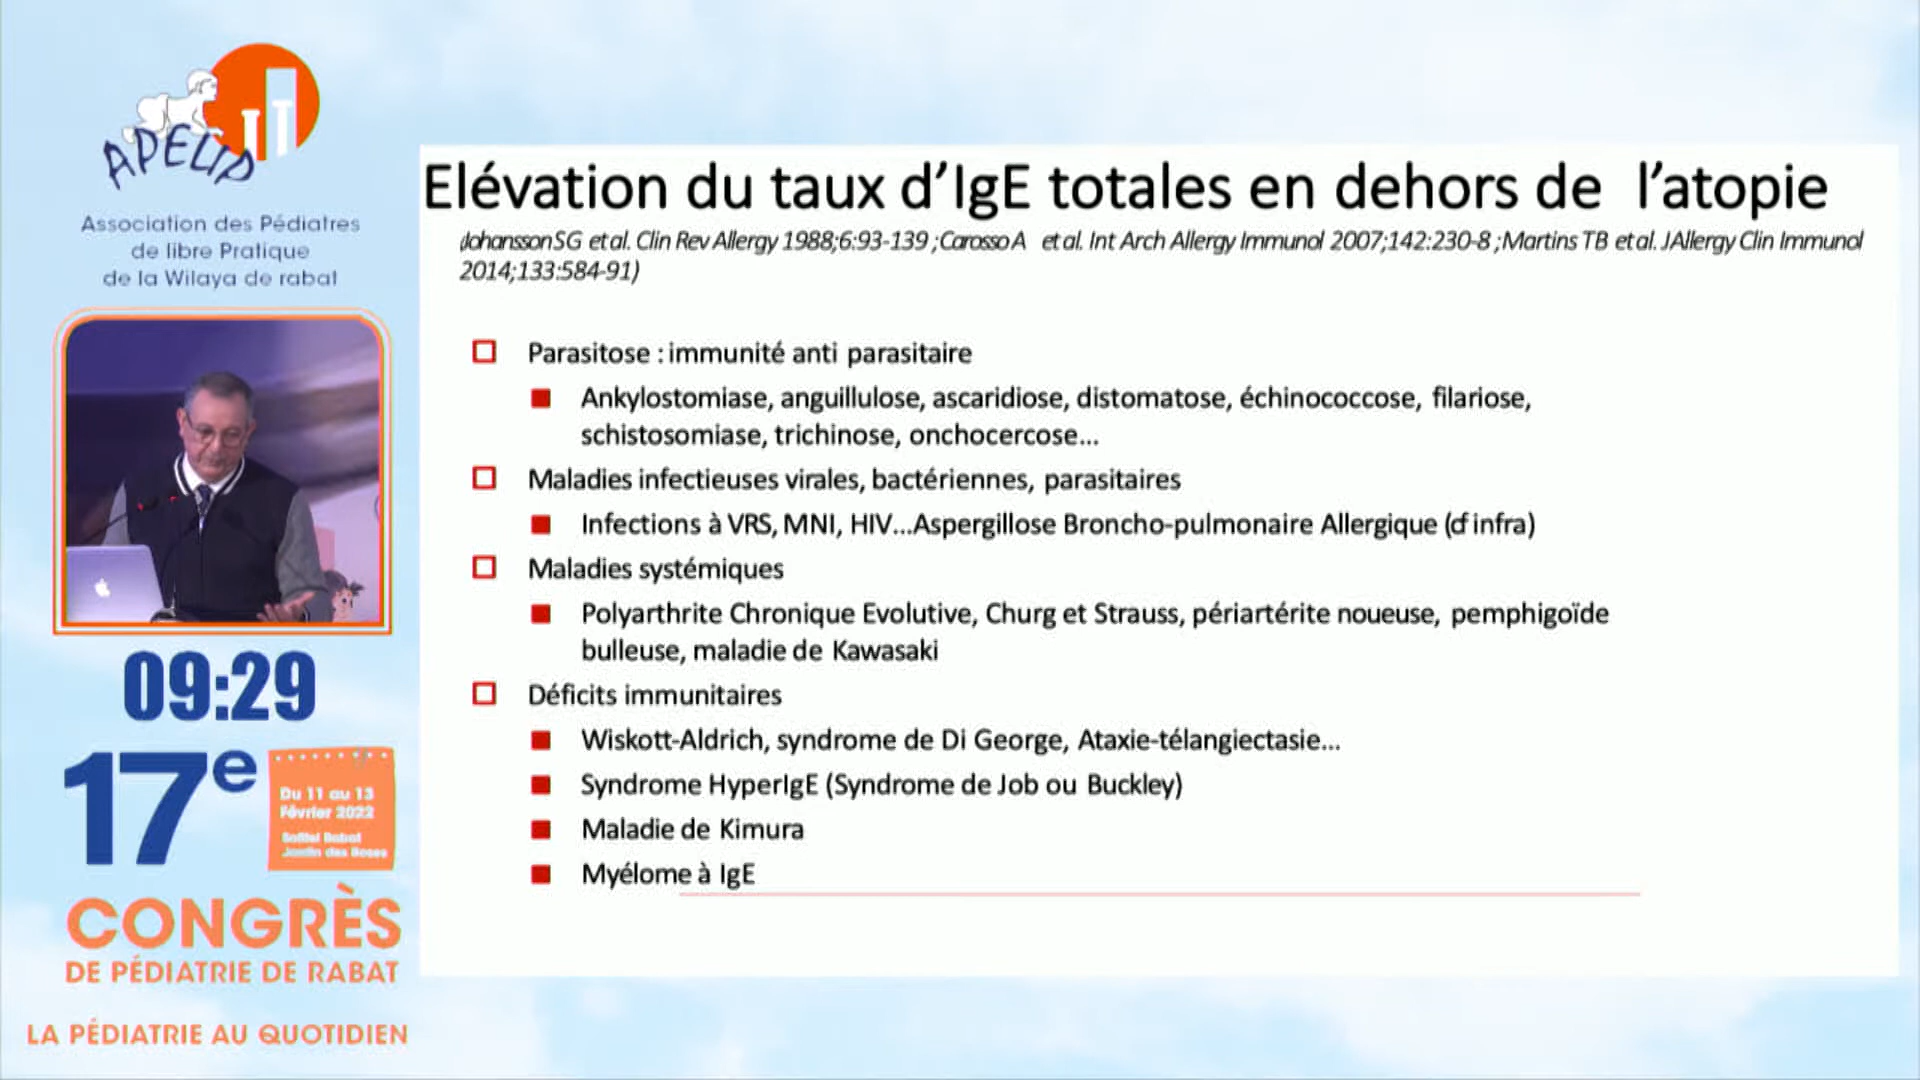 APELIP
Association des Pédiatres
de libre Pratique
de la Wilaya de rabat
09:29
17e
Du 11 au 13
Février 2022
Sofitel Rabat
Jardin des Roses
CONGRÈS
DE PÉDIATRIE DE RABAT
LA PÉDIATRIE AU QUOTIDIEN
Elévation du taux d’IgE totales en dehors de l’atopie
(Johansson SG et al. Clin Rev Allergy 1988;6:93-139 ; Carosso A et al. Int Arch Allergy Immunol 2007;142:230-8 ; Martins TB et al. J Allergy Clin Immunol
2014;133:584-91)
Parasitose : immunité anti parasitaire
Ankylostomiase, anguillulose, ascaridiose, distomatose, échinococcose, filariose,
schistosomiase, trichinose, onchocercose...
Maladies infectieuses virales, bactériennes, parasitaires
Infections à VRS, MNI, HIV...Aspergillose Broncho-pulmonaire Allergique (cf infra)
Maladies systémiques
Polyarthrite Chronique Evolutive, Churg et Strauss, périartérite noueuse, pemphigoïde
bulleuse, maladie de Kawasaki
Déficits immunitaires
Wiskott-Aldrich, syndrome de Di George, Ataxie-télangiectasie...
Syndrome HyperIgE (Syndrome de Job ou Buckley)
Maladie de Kimura
Myélome à IgE